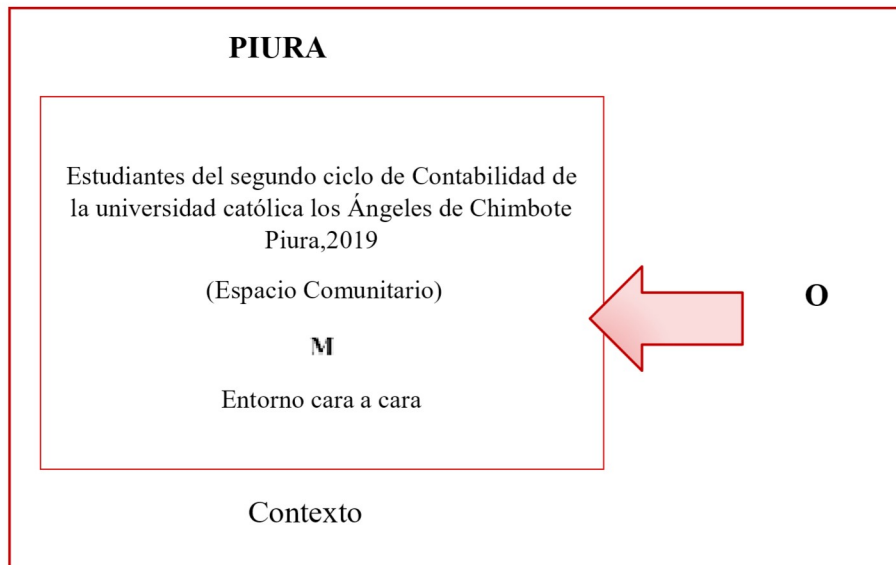 PIURA
Estudiantes del segundo ciclo de Contabilidad de
la universidad católica los Ángeles de Chimbote
Piura,2019
(Espacio Comunitario)
O
M
Entorno cara a cara
Contexto